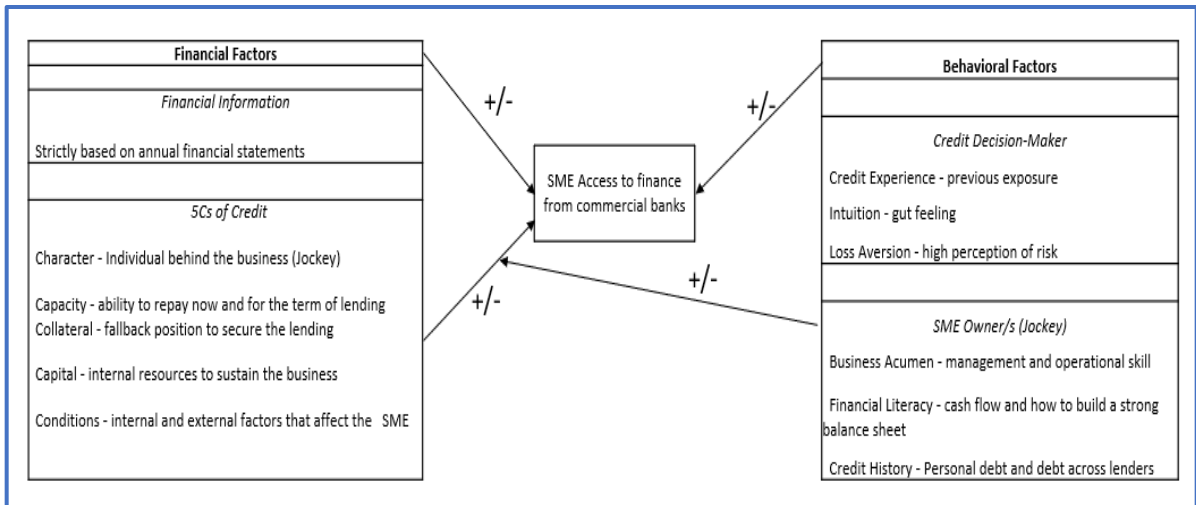 Financial Factors
Financial Information
Strictly based on annual financial statements
5Cs of Credit
Character - Individual behind the business (Jockey)
Capacity - ability to repay now and for the term of lending
Collateral - fallback position to secure the lending
Capital - internal resources to sustain the business
Conditions - internal and external factors that affect the SME
+/-
+/-
SME Access to finance
from commercial banks
+/-
+/-
Behavioral Factors
Credit Decision-Maker
Credit Experience - previous exposure
Intuition - gut feeling
Loss Aversion - high perception of risk
SME Owner/s (Jockey)
Business Acumen - management and operational skill
Financial Literacy - cash flow and how to build a strong
balance sheet
Credit History - Personal debt and debt across lenders